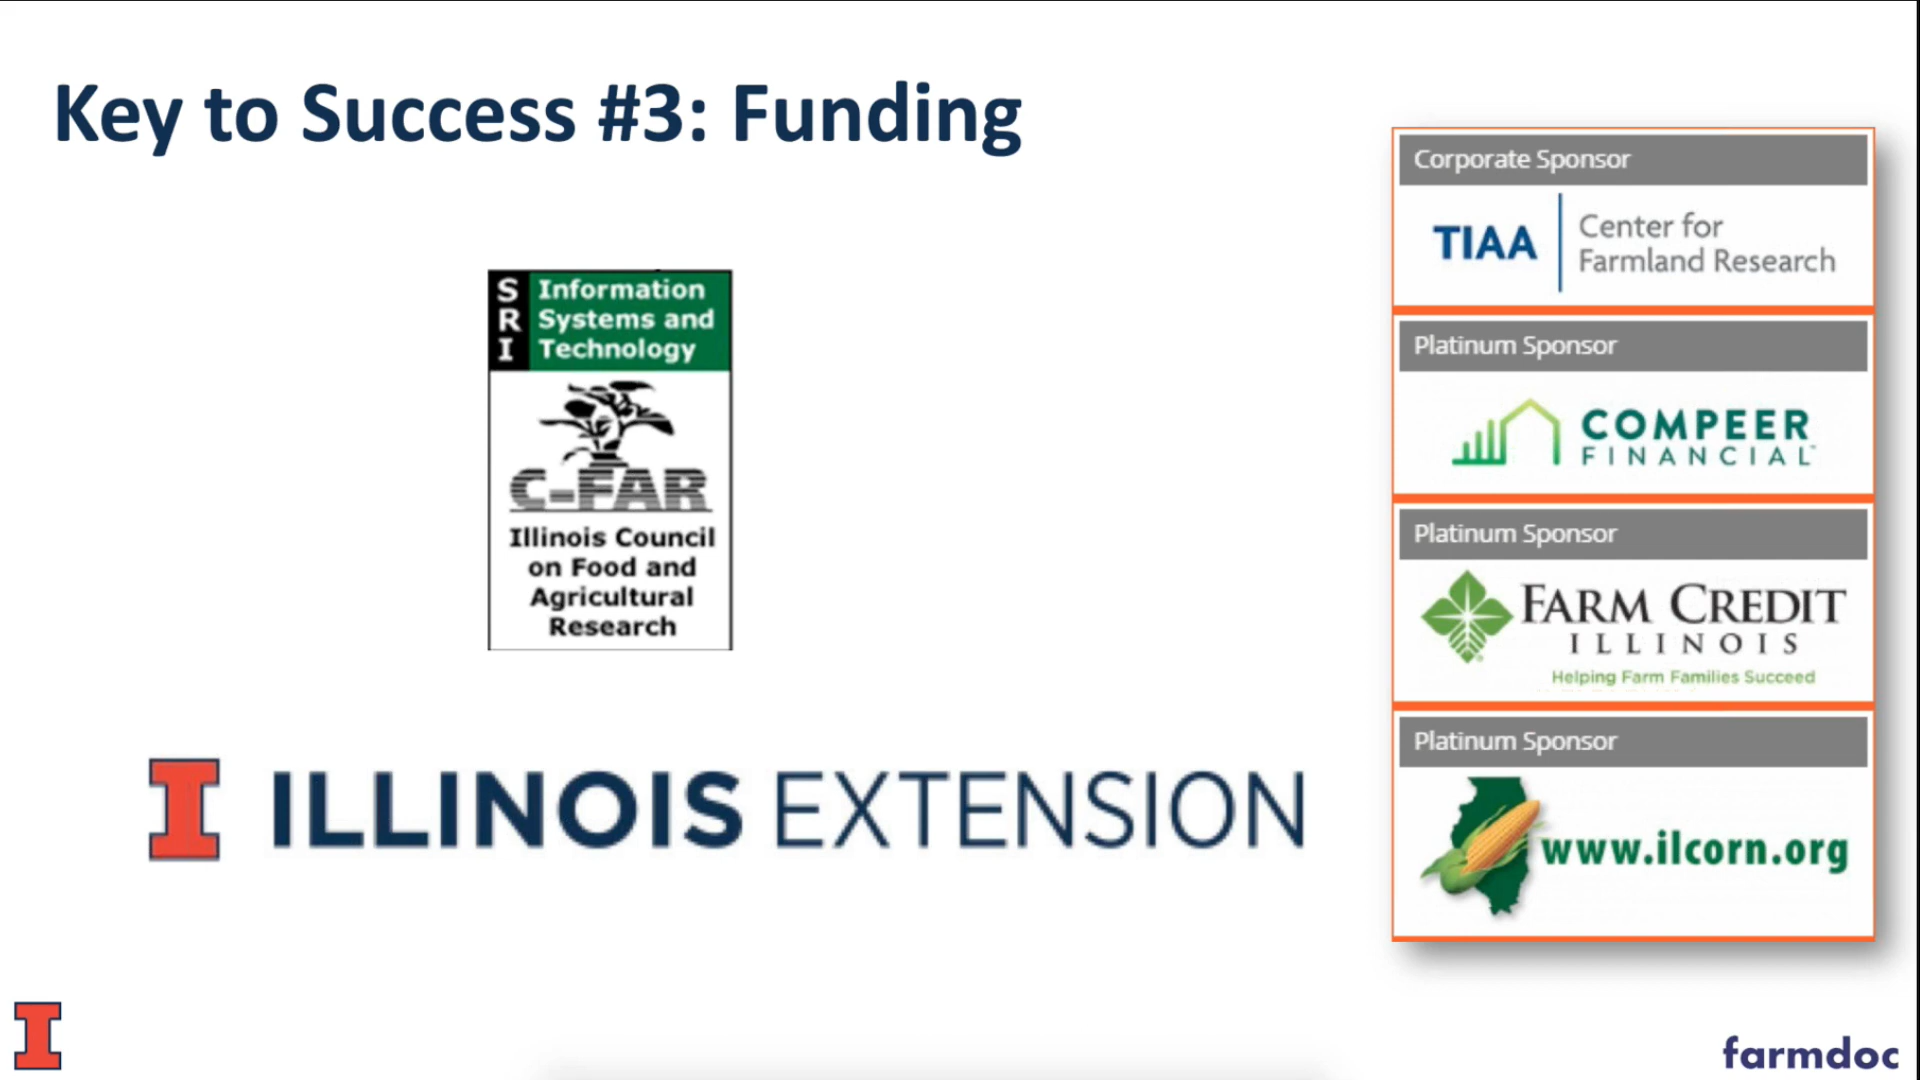 Key to Success #3: Funding
S Information
R Systems and
I Technology
C-FAR
Illinois Council
on Food and
Agricultural
Research
I ILLINOIS EXTENSION
Corporate Sponsor
TIAA
Center for
Farmland Research
Platinum Sponsor
COMPEER
FINANCIAL
Platinum Sponsor
FARM CREDIT
ILLINOIS
Helping Farm Families Succeed
Platinum Sponsor
www.ilcorn.org
I
farmdoc